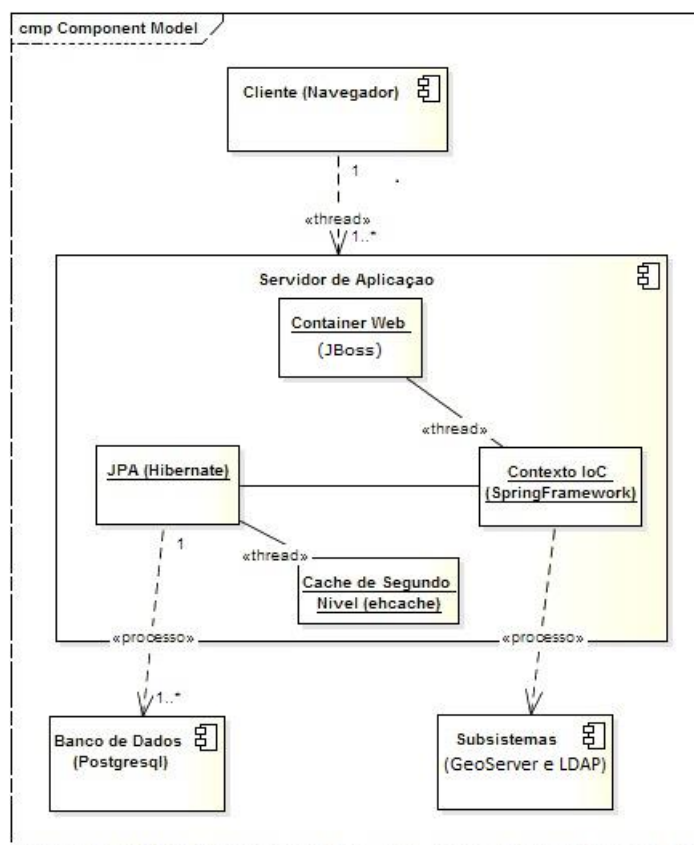 cmp Component Model
Cliente (Navegador)
1
«thread»
1..*
Servidor de Aplicaçao
Container Web
(JBoss)
«thread»
JPA (Hibernate)
Contexto IoC
(SpringFramework)
1
«thread»
Cache de Segundo
Nivel (ehcache)
«processo»
«processo»
1..*
Banco de Dados
(Postgresql)
Subsistemas
(GeoServer e LDAP)